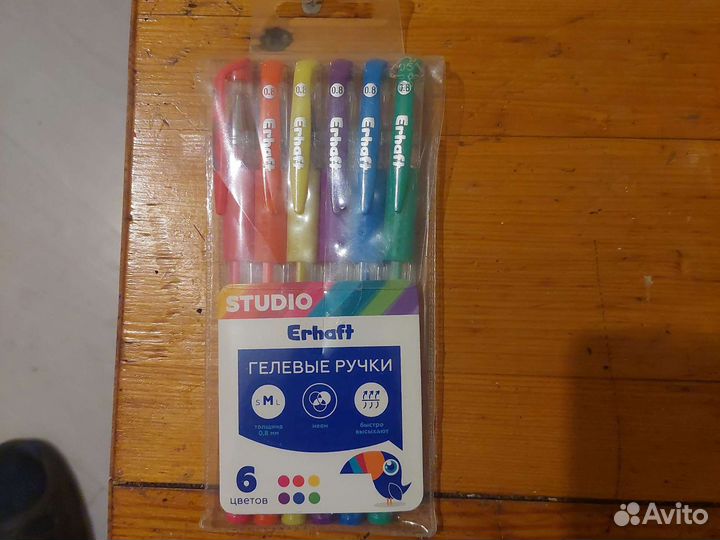 0.8
0.8
0.8
0.8
0.8
Erhaft
Erhaft
Erhaft
Erhaft
Erhaft
STUDIO
Erhaft
ГЕЛЕВЫЕ РУЧКИ
S M L
толщина
0,8 мм
неон
быстро
высыхают
6
цветов
Avito